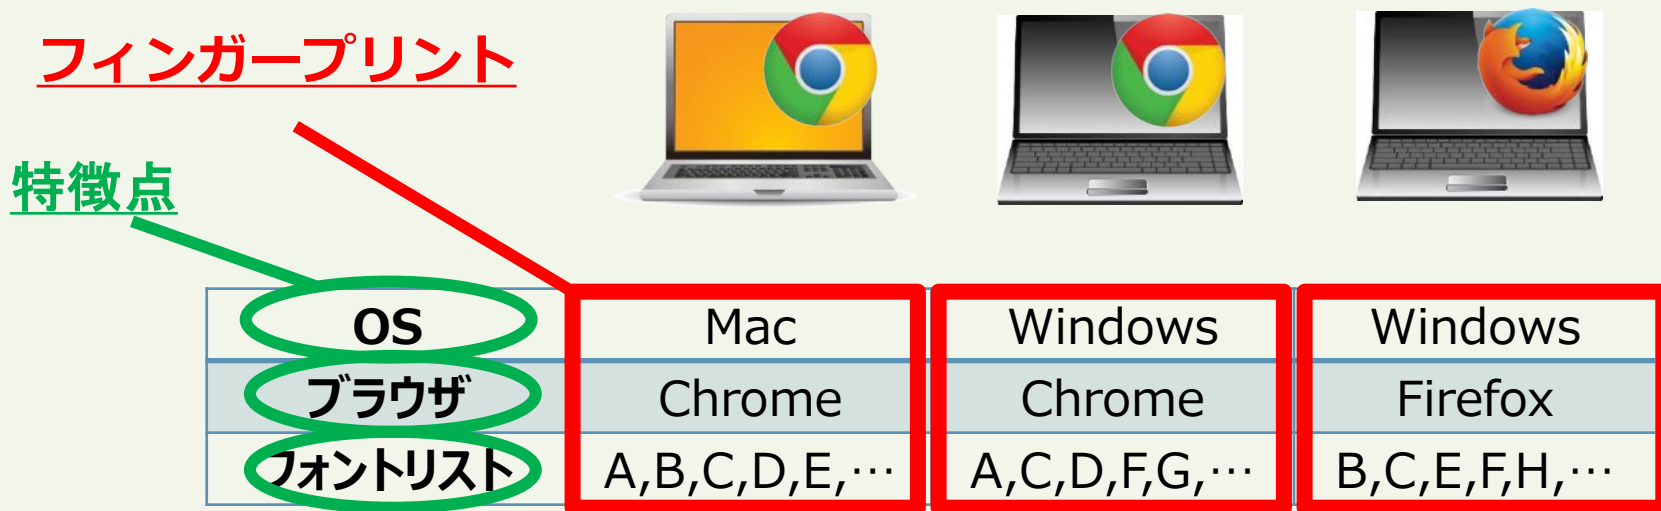 フィンガープリント
特徴点
OS Mac Windows Windows
ブラウザ Chrome Chrome Firefox
フォントリスト A,B,C,D,E,… A,C,D,F,G,… B,C,E,F,H,…